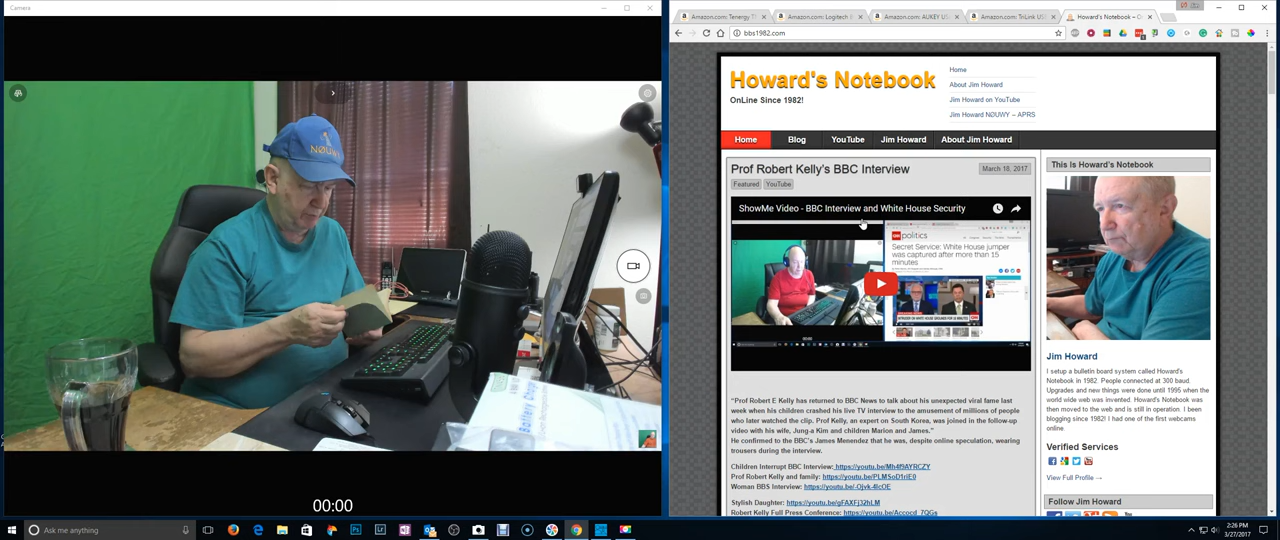 Camera
NØUWY
Battery Charger
00:00
Amazon.com: Tenergy T
Amazon.com: Logitech
Amazon.com: AUKEY U
Amazon.com: TriLink US
Howard's Notebook – O
bbs1982.com
Howard's Notebook
OnLine Since 1982!
Home
About Jim Howard
Jim Howard on YouTube
Jim Howard NØUWY – APRS
Home Blog YouTube Jim Howard About Jim Howard
Prof Robert Kelly's BBC Interview
March 18, 2017
Featured YouTube
ShowMe Video - BBC Interview and White House Security
CNN politics
Secret Service: White House jumper
was captured after more than 15
minutes
"Prof Robert E Kelly has returned to BBC News to talk about his unexpected viral fame last
week when his children crashed his live TV interview to the amusement of millions of people
who later watched the clip. Prof Kelly, an expert on South Korea, was joined in the follow-up
video with his wife, Jung-a Kim and children Marion and James."
He confirmed to the BBC's James Menendez that he was, despite online speculation, wearing
trousers during the interview.
Children Interrupt BBC Interview: https://youtu.be/Mh4f9AYRCZY
Prof Robert Kelly and family: https://youtu.be/PLMSoD1riE0
Woman BBS Interview: https://youtu.be/-Ojvk-4IcOE
Stylish Daughter: https://youtu.be/gFAXFj32hLM
Robert Kelly Full Press Conference: https://youtu.be/Accocd_7QGs
This Is Howard's Notebook
Jim Howard
I setup a bulletin board system called Howard's
Notebook in 1982. People connected at 300 baud.
Upgrades and new things were done until 1995 when the
world wide web was invented. Howard's Notebook was
then moved to the web and is still in operation. I been
blogging since 1982! I had one of the first webcams
online.
Verified Services
View Full Profile →
Follow Jim Howard
Ask me anything
2:26 PM
3/27/2017